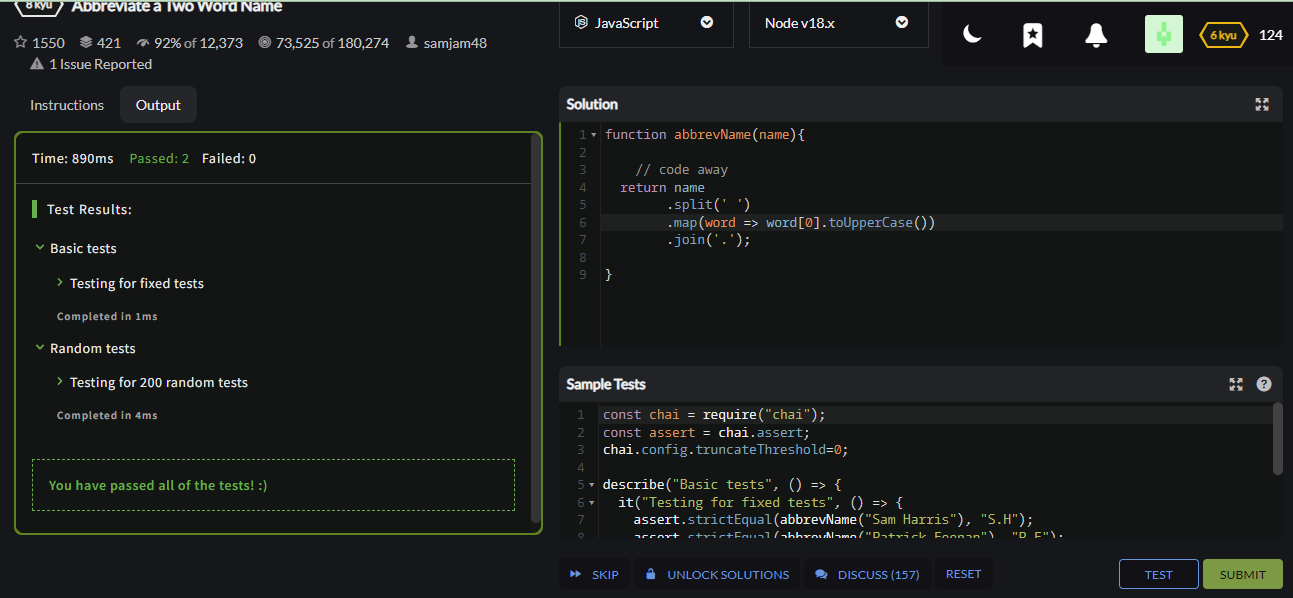 8 kyu Abbreviate a Two Word Name
1550 421 92% of 12,373 73,525 of 180,274 samjam48
1 Issue Reported
JavaScript
Node v18.x
6 kyu 124
Instructions Output
Time: 890ms Passed: 2 Failed: 0
Test Results:
Basic tests
Testing for fixed tests
Completed in 1ms
Random tests
Testing for 200 random tests
Completed in 4ms
You have passed all of the tests! :)
Solution
1 function abbrevName(name){
2
3 // code away
4 return name
5 .split(' ')
6 .map(word => word[0].toUpperCase())
7 .join('.');
8
9 }
Sample Tests
?
1 const chai = require("chai");
2 const assert = chai.assert;
3 chai.config.truncateThreshold=0;
4
5 describe("Basic tests", () => {
6 it("Testing for fixed tests", () => {
7 assert.strictEqual(abbrevName("Sam Harris"), "S.H");
8 assert.strictEqual(abbrevName("Patrick Feenan"), "P.F");
SKIP UNLOCK SOLUTIONS DISCUSS (157) RESET TEST SUBMIT